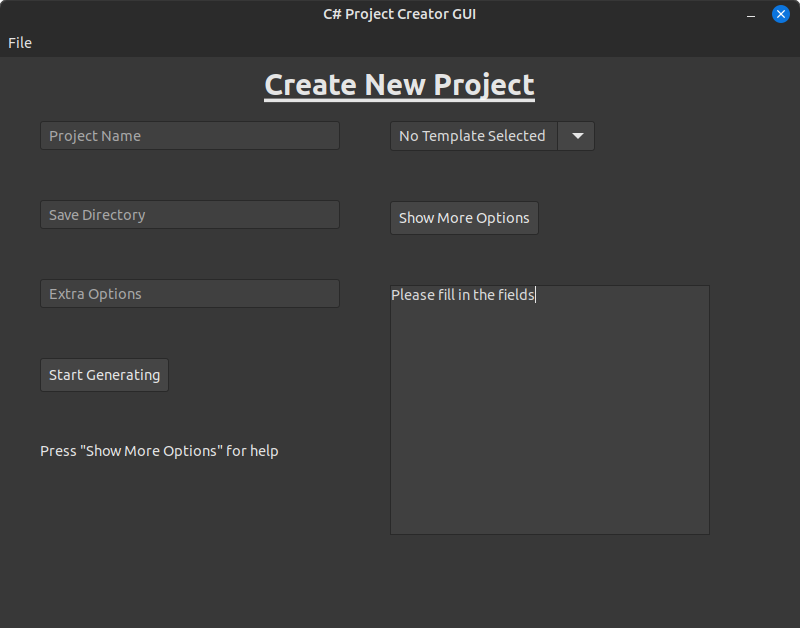 C# Project Creator GUI
File
Create New Project
Project Name
No Template Selected
Save Directory
Show More Options
Extra Options
Please fill in the fields
Start Generating
Press "Show More Options" for help